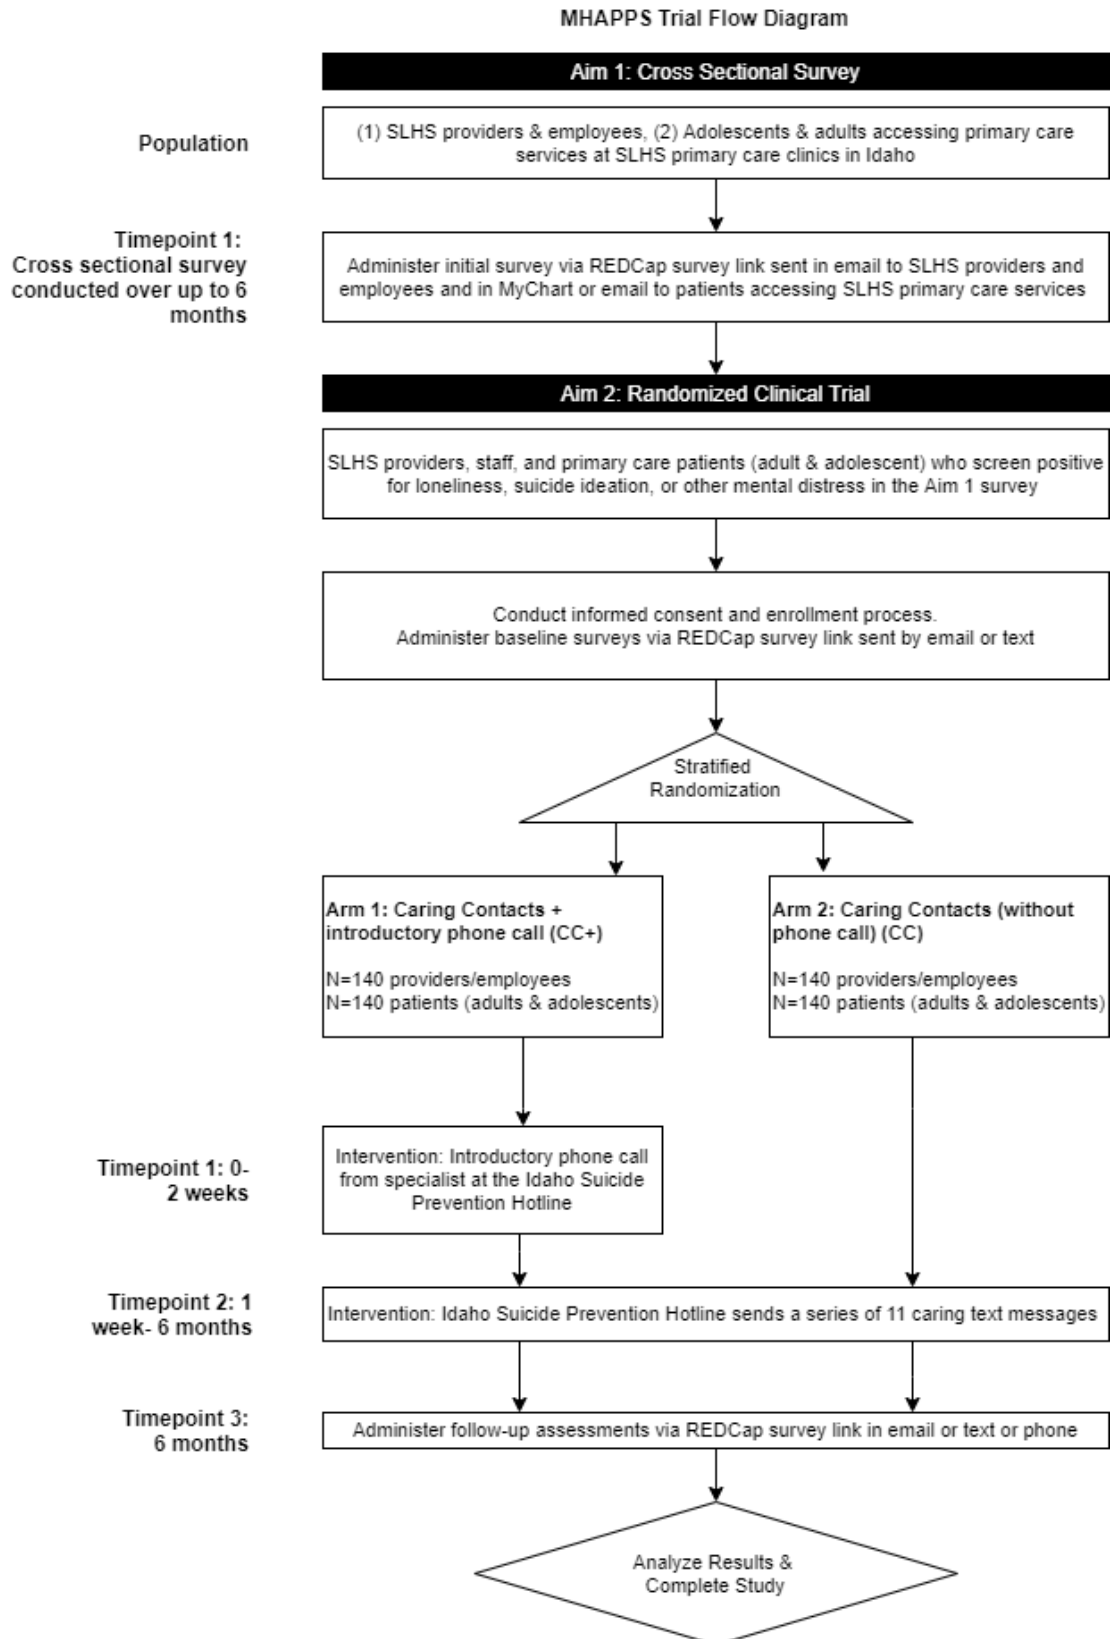 MHAPPS Trial Flow Diagram
Aim 1: Cross Sectional Survey
Population
(1) SLHS providers & employees, (2) Adolescents & adults accessing primary care
services at SLHS primary care clinics in Idaho
Timepoint 1:
Cross sectional survey
conducted over up to 6
months
Administer initial survey via REDCap survey link sent in email to SLHS providers and
employees and in MyChart or email to patients accessing SLHS primary care services
Aim 2: Randomized Clinical Trial
SLHS providers, staff, and primary care patients (adult & adolescent) who screen positive
for loneliness, suicide ideation, or other mental distress in the Aim 1 survey
Conduct informed consent and enrollment process.
Administer baseline surveys via REDCap survey link sent by email or text
Stratified
Randomization
Arm 1: Caring Contacts +
introductory phone call (CC+)
N=140 providers/employees
N=140 patients (adults & adolescents)
Arm 2: Caring Contacts (without
phone call) (CC)
N=140 providers/employees
N=140 patients (adults & adolescents)
Timepoint 1: 0-
2 weeks
Intervention: Introductory phone call
from specialist at the Idaho Suicide
Prevention Hotline
Timepoint 2: 1
week- 6 months
Intervention: Idaho Suicide Prevention Hotline sends a series of 11 caring text messages
Timepoint 3:
6 months
Administer follow-up assessments via REDCap survey link in email or text or phone
Analyze Results &
Complete Study